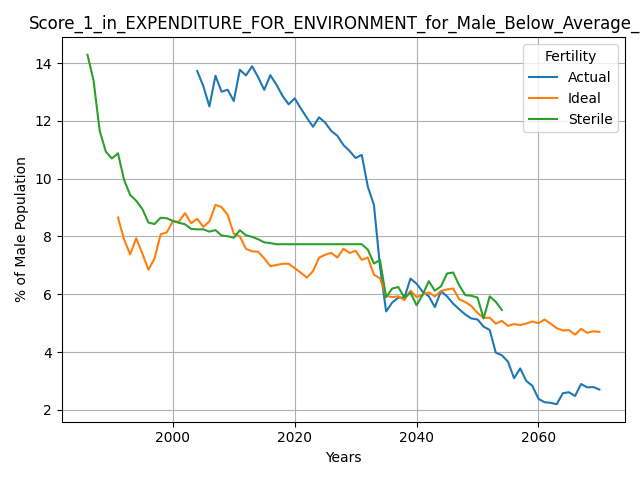 Score_1_in_EXPENDITURE_FOR_ENVIRONMENT_for_Male_Below_Average_
Fertility
Actual
Ideal
Sterile
% of Male Population
14
12
10
8
6
4
2
2000
2020
2040
2060
Years